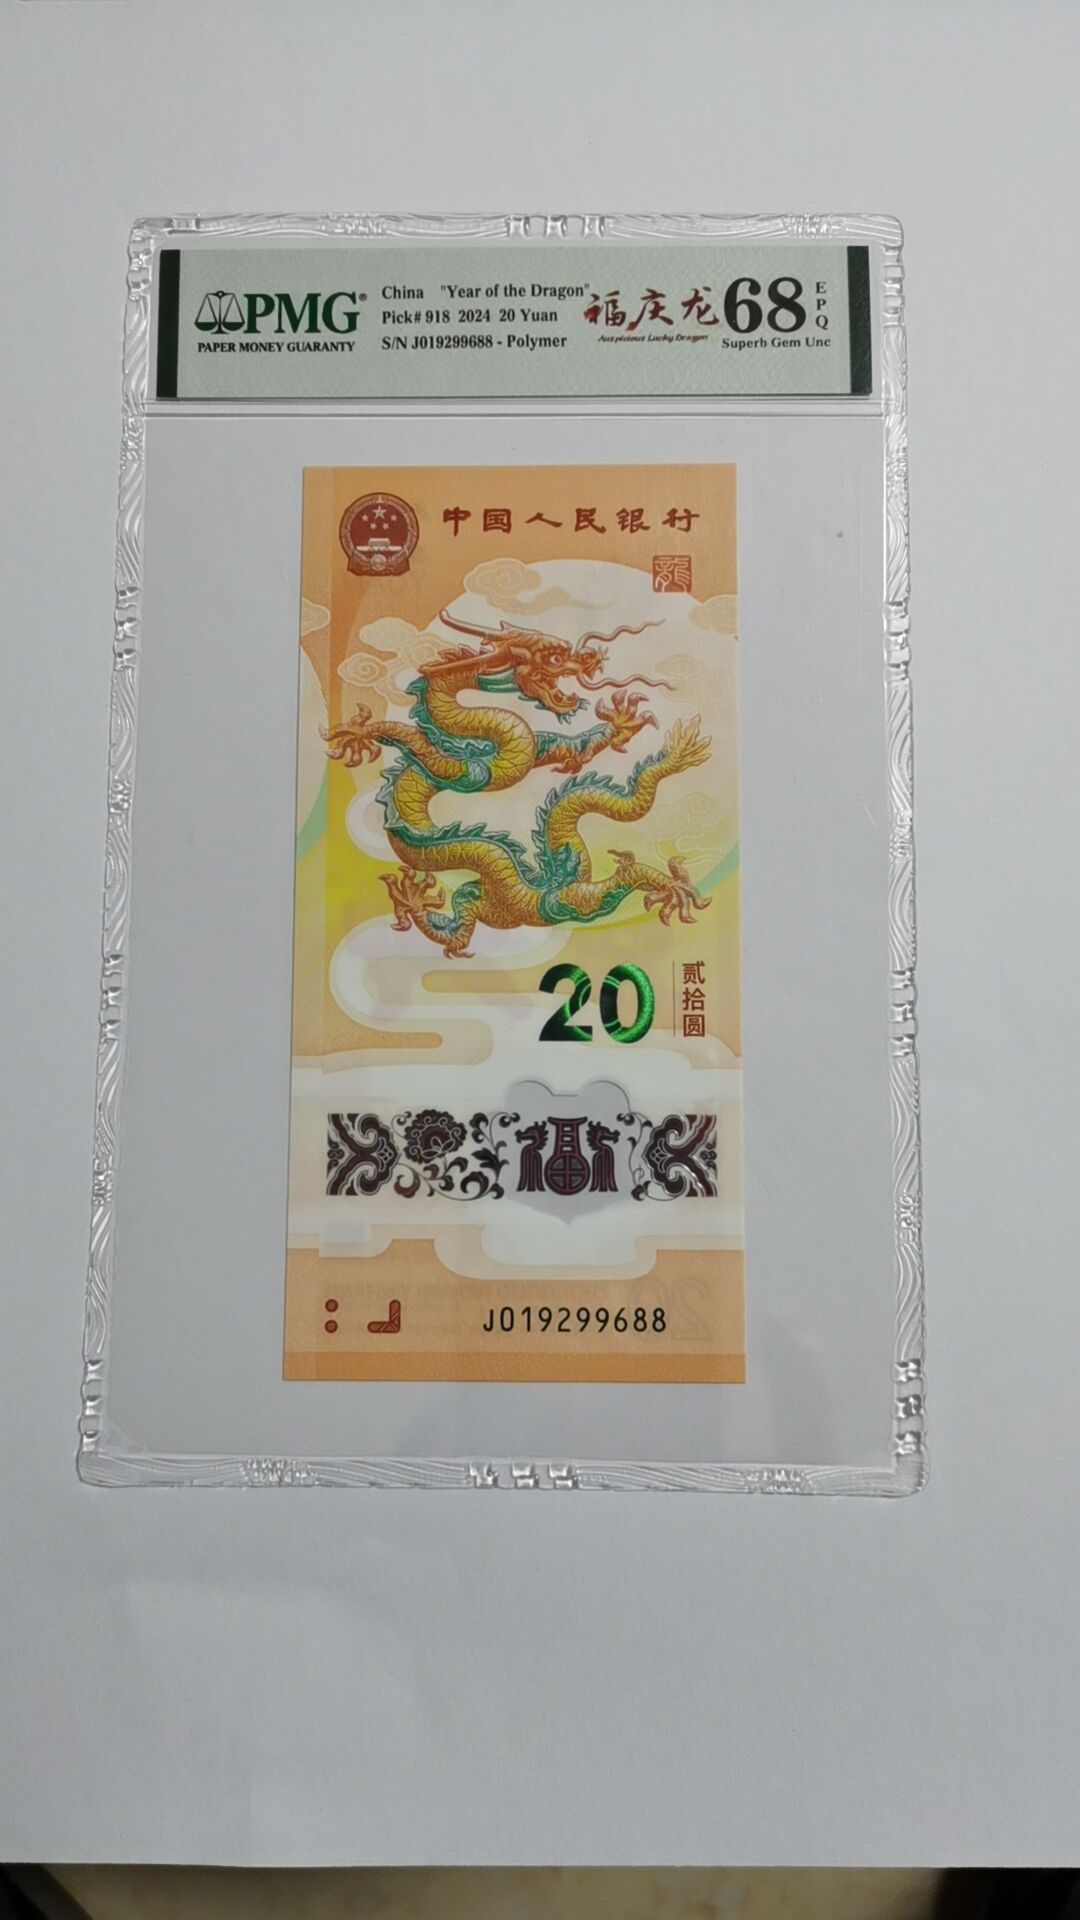 PMG®
PAPER MONEY GUARANTY
China "Year of the Dragon"
Pick# 918 2024 20 Yuan
S/N J019299688 - Polymer
福庆龙
Auspicious Lucky Dragon
68
EPQ
Superb Gem Unc
中国人民银行
龍
20
贰拾圆
福
J019299688